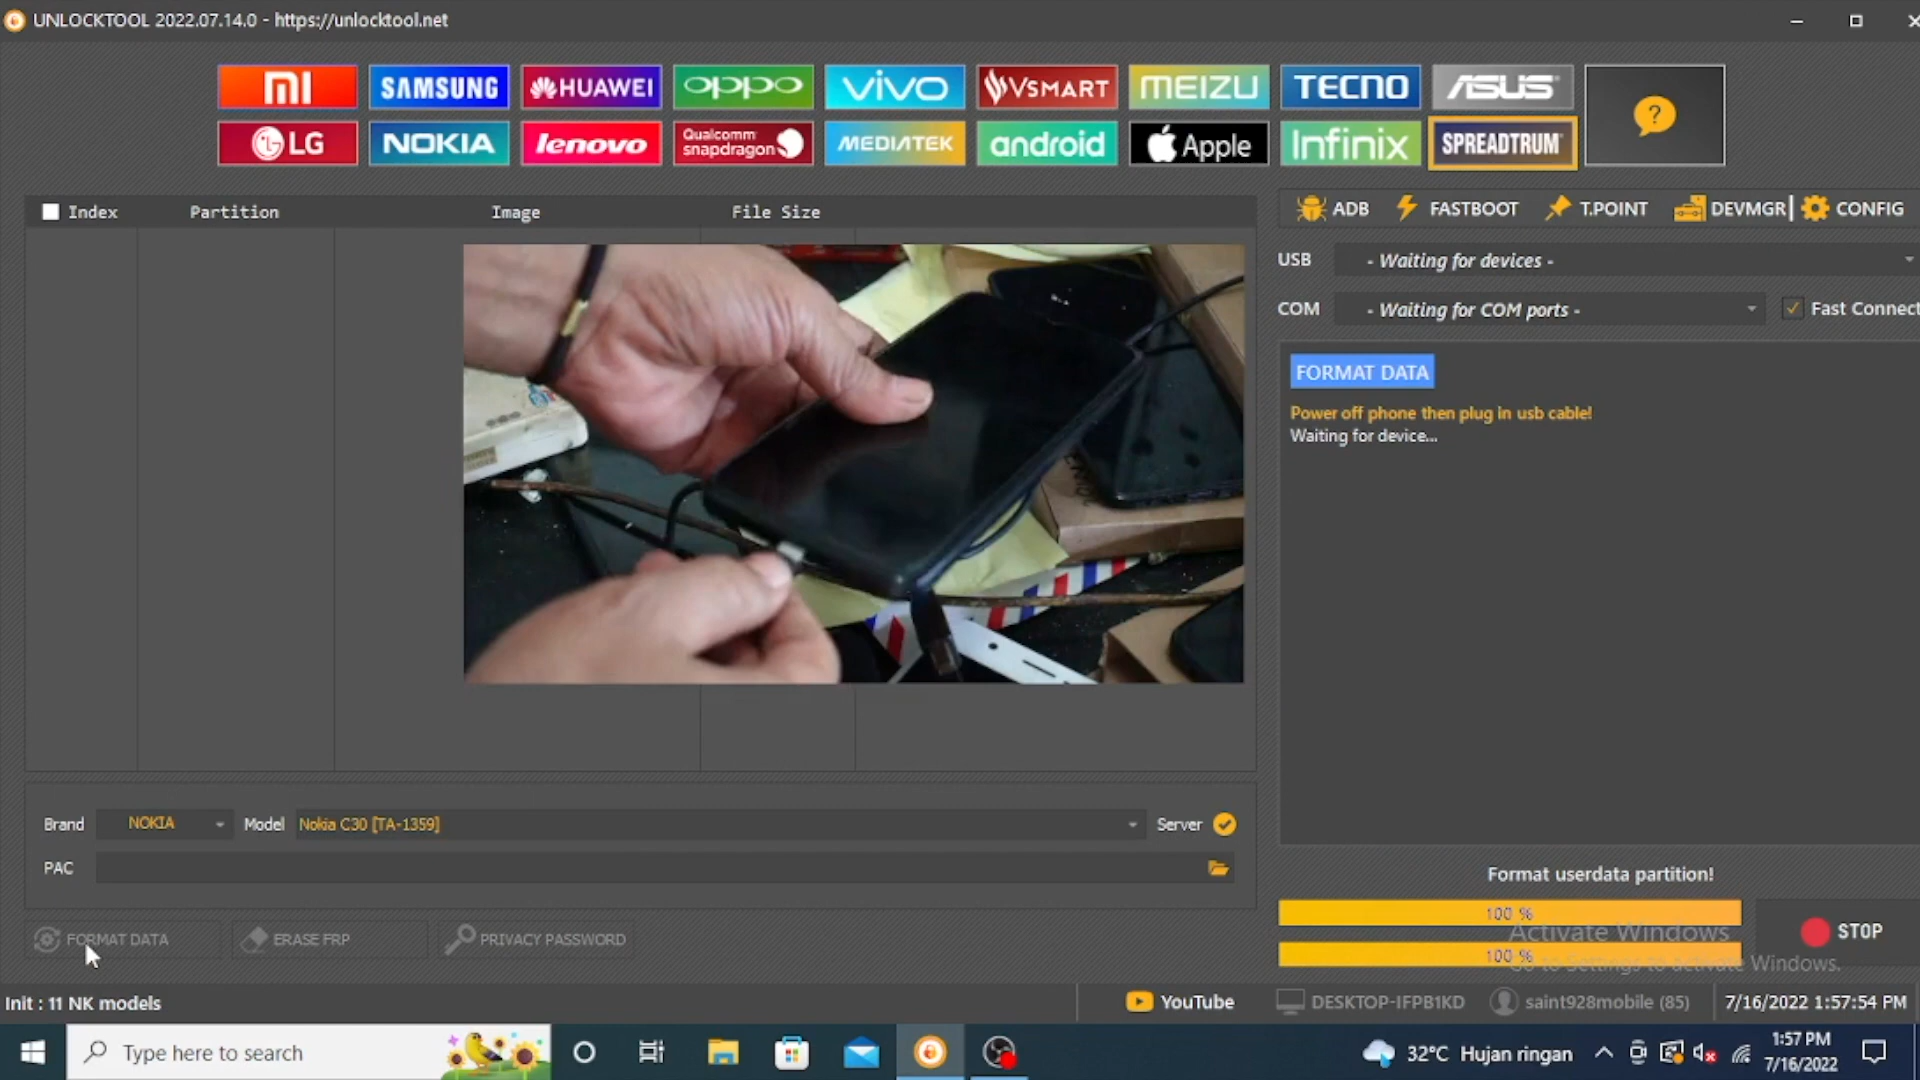 UNLOCKTOOL 2022.07.14.0 - https://unlocktool.net
MI SAMSUNG HUAWEI oppo vivo VSMART MEIZU TECNO ASUS ?
LG NOKIA lenovo Qualcomm snapdragon MEDIATEK android Apple Infinix SPREADTRUM
Index Partition Image File Size
ADB FASTBOOT T.POINT DEVMGR CONFIG
USB - Waiting for devices -
COM - Waiting for COM ports - Fast Connect
FORMAT DATA
Power off phone then plug in usb cable!
Waiting for device...
Brand NOKIA Model Nokia C30 [TA-1359] Server
PAC
Format userdata partition!
100 %
100 %
STOP
Activate Windows
Go to Settings to activate Windows.
FORMAT DATA ERASE FRP PRIVACY PASSWORD
Init : 11 NK models
YouTube DESKTOP-IFPB1KD saint928mobile (85) 7/16/2022 1:57:54 PM
Type here to search
32°C Hujan ringan
1:57 PM
7/16/2022